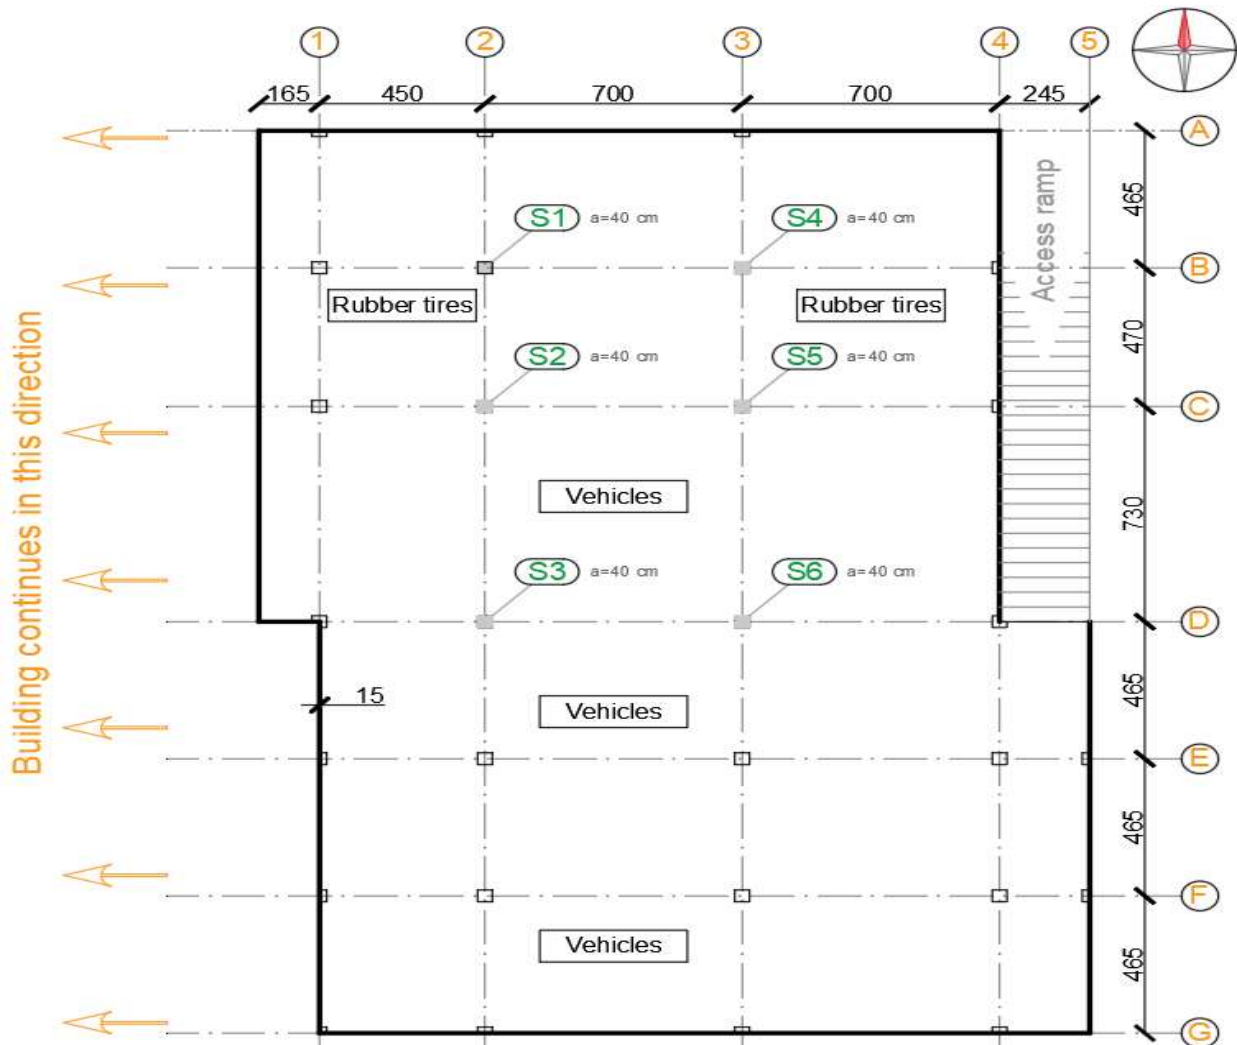 1 2 3 4 5
165 450 700 700 245
A
465
Access ramp
S1 a=40 cm S4 a=40 cm
B
Rubber tires Rubber tires
470
S2 a=40 cm S5 a=40 cm
C
Building continues in this direction
Vehicles
730
S3 a=40 cm S6 a=40 cm
D
15
465
Vehicles
E
465
F
Vehicles
465
G